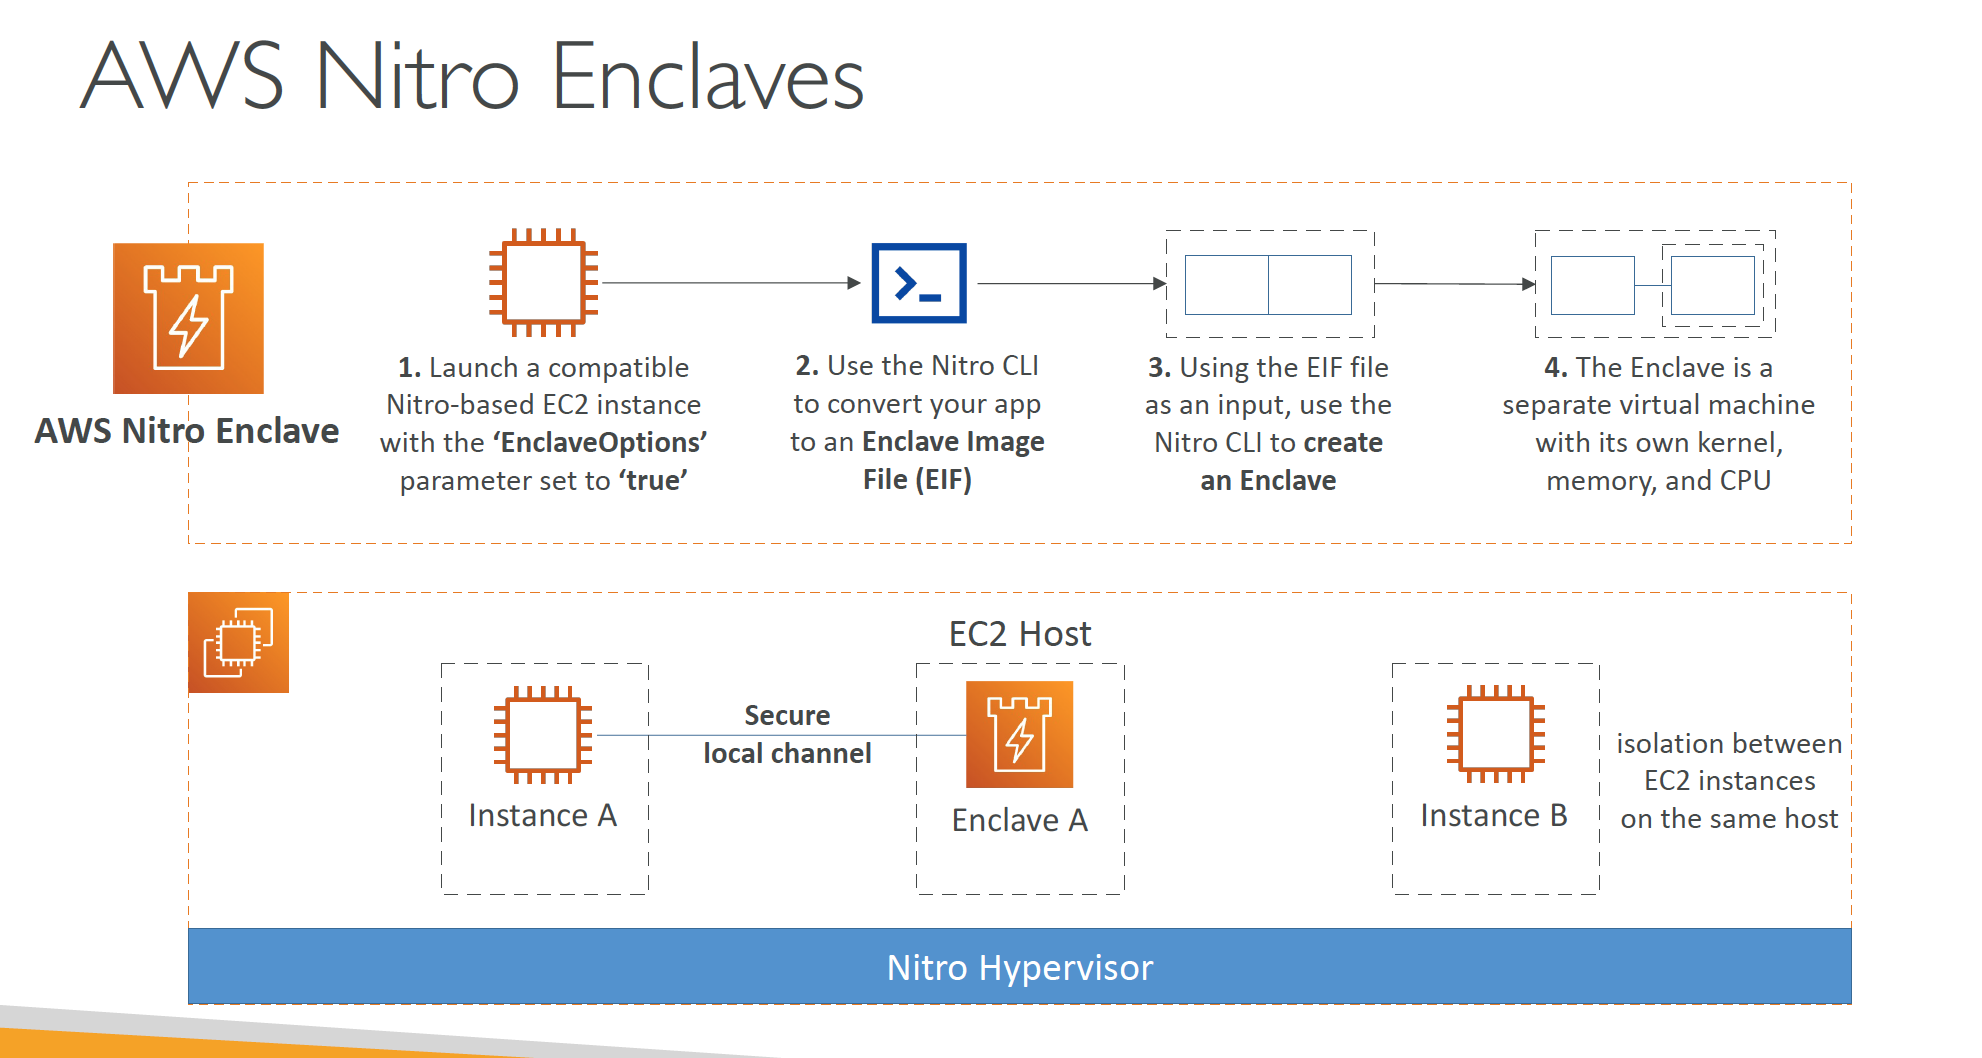 AWS Nitro Enclaves
AWS Nitro Enclave
1. Launch a compatible
Nitro-based EC2 instance
with the ‘EnclaveOptions’
parameter set to ‘true’
2. Use the Nitro CLI
to convert your app
to an Enclave Image
File (EIF)
3. Using the EIF file
as an input, use the
Nitro CLI to create
an Enclave
4. The Enclave is a
separate virtual machine
with its own kernel,
memory, and CPU
EC2 Host
Instance A
Secure
local channel
Enclave A
Instance B
isolation between
EC2 instances
on the same host
Nitro Hypervisor